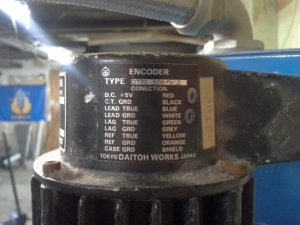 ENCODER
TYPE
CONECTION
D.C. +5V RED
C.T. GRD BLACK
LEAD TRUE BLUE
LEAD GRD WHITE
LAG TRUE GREEN
LAG GRD GREY
REF TRUE YELLOW
REF GRD ORANGE
CASE GRD SHIELD
TOKYO DAITOH WORKS JAPAN